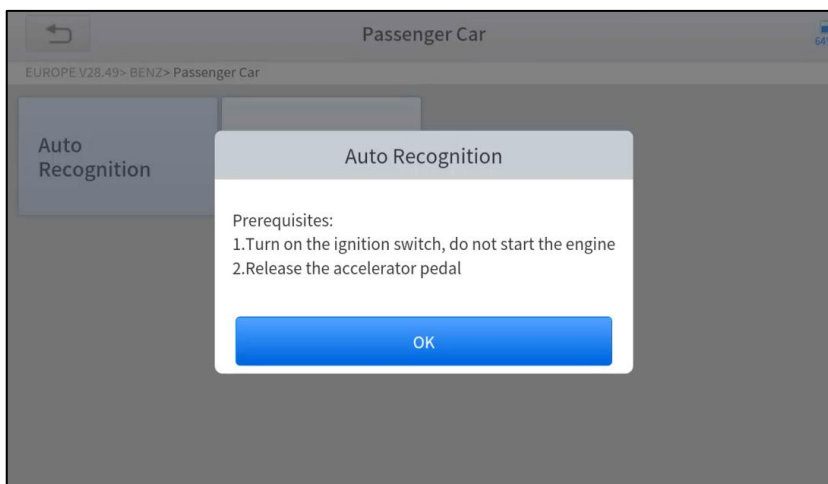 Passenger Car
64%
EUROPE V28.49> BENZ> Passenger Car
Auto
Recognition
Auto Recognition
Prerequisites:
1.Turn on the ignition switch, do not start the engine
2.Release the accelerator pedal
OK